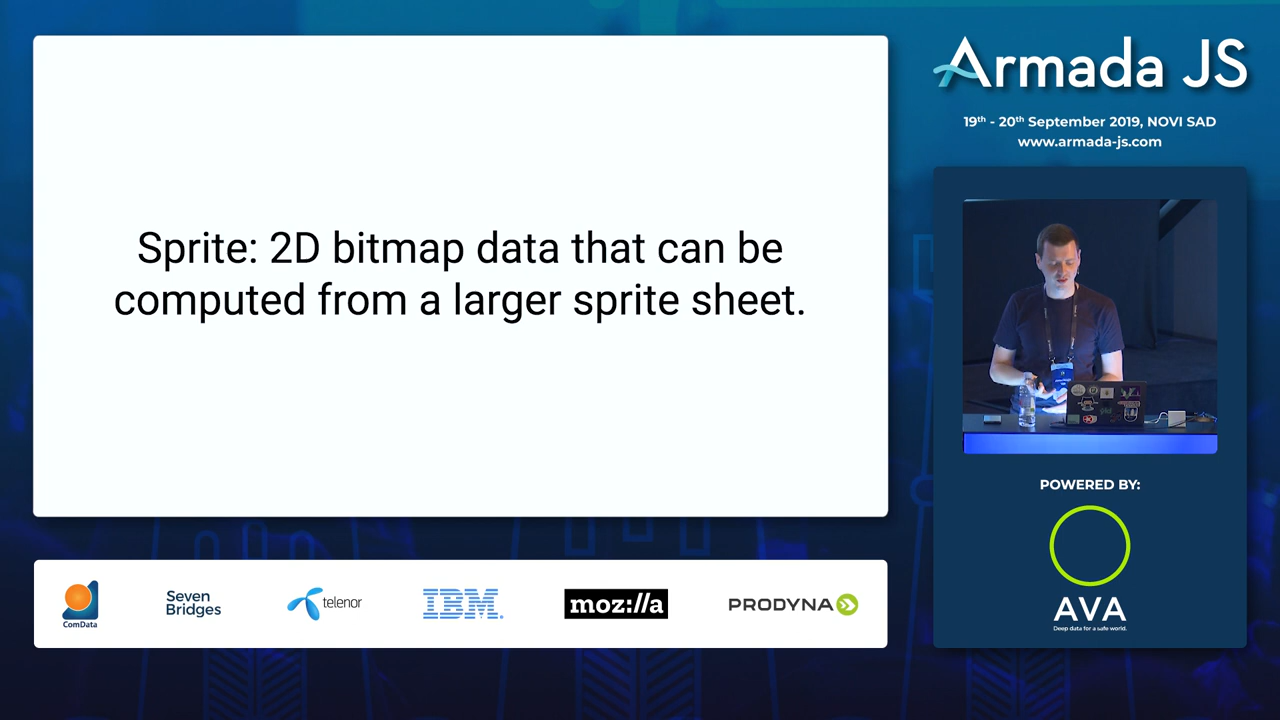 Sprite: 2D bitmap data that can be
computed from a larger sprite sheet.
Armada JS
19th - 20th September 2019, NOVI SAD
www.armada-js.com
POWERED BY:
AVA
Deep data for a safe world.
ComData
Seven
Bridges
telenor
IBM
moz://a
PRODYNA